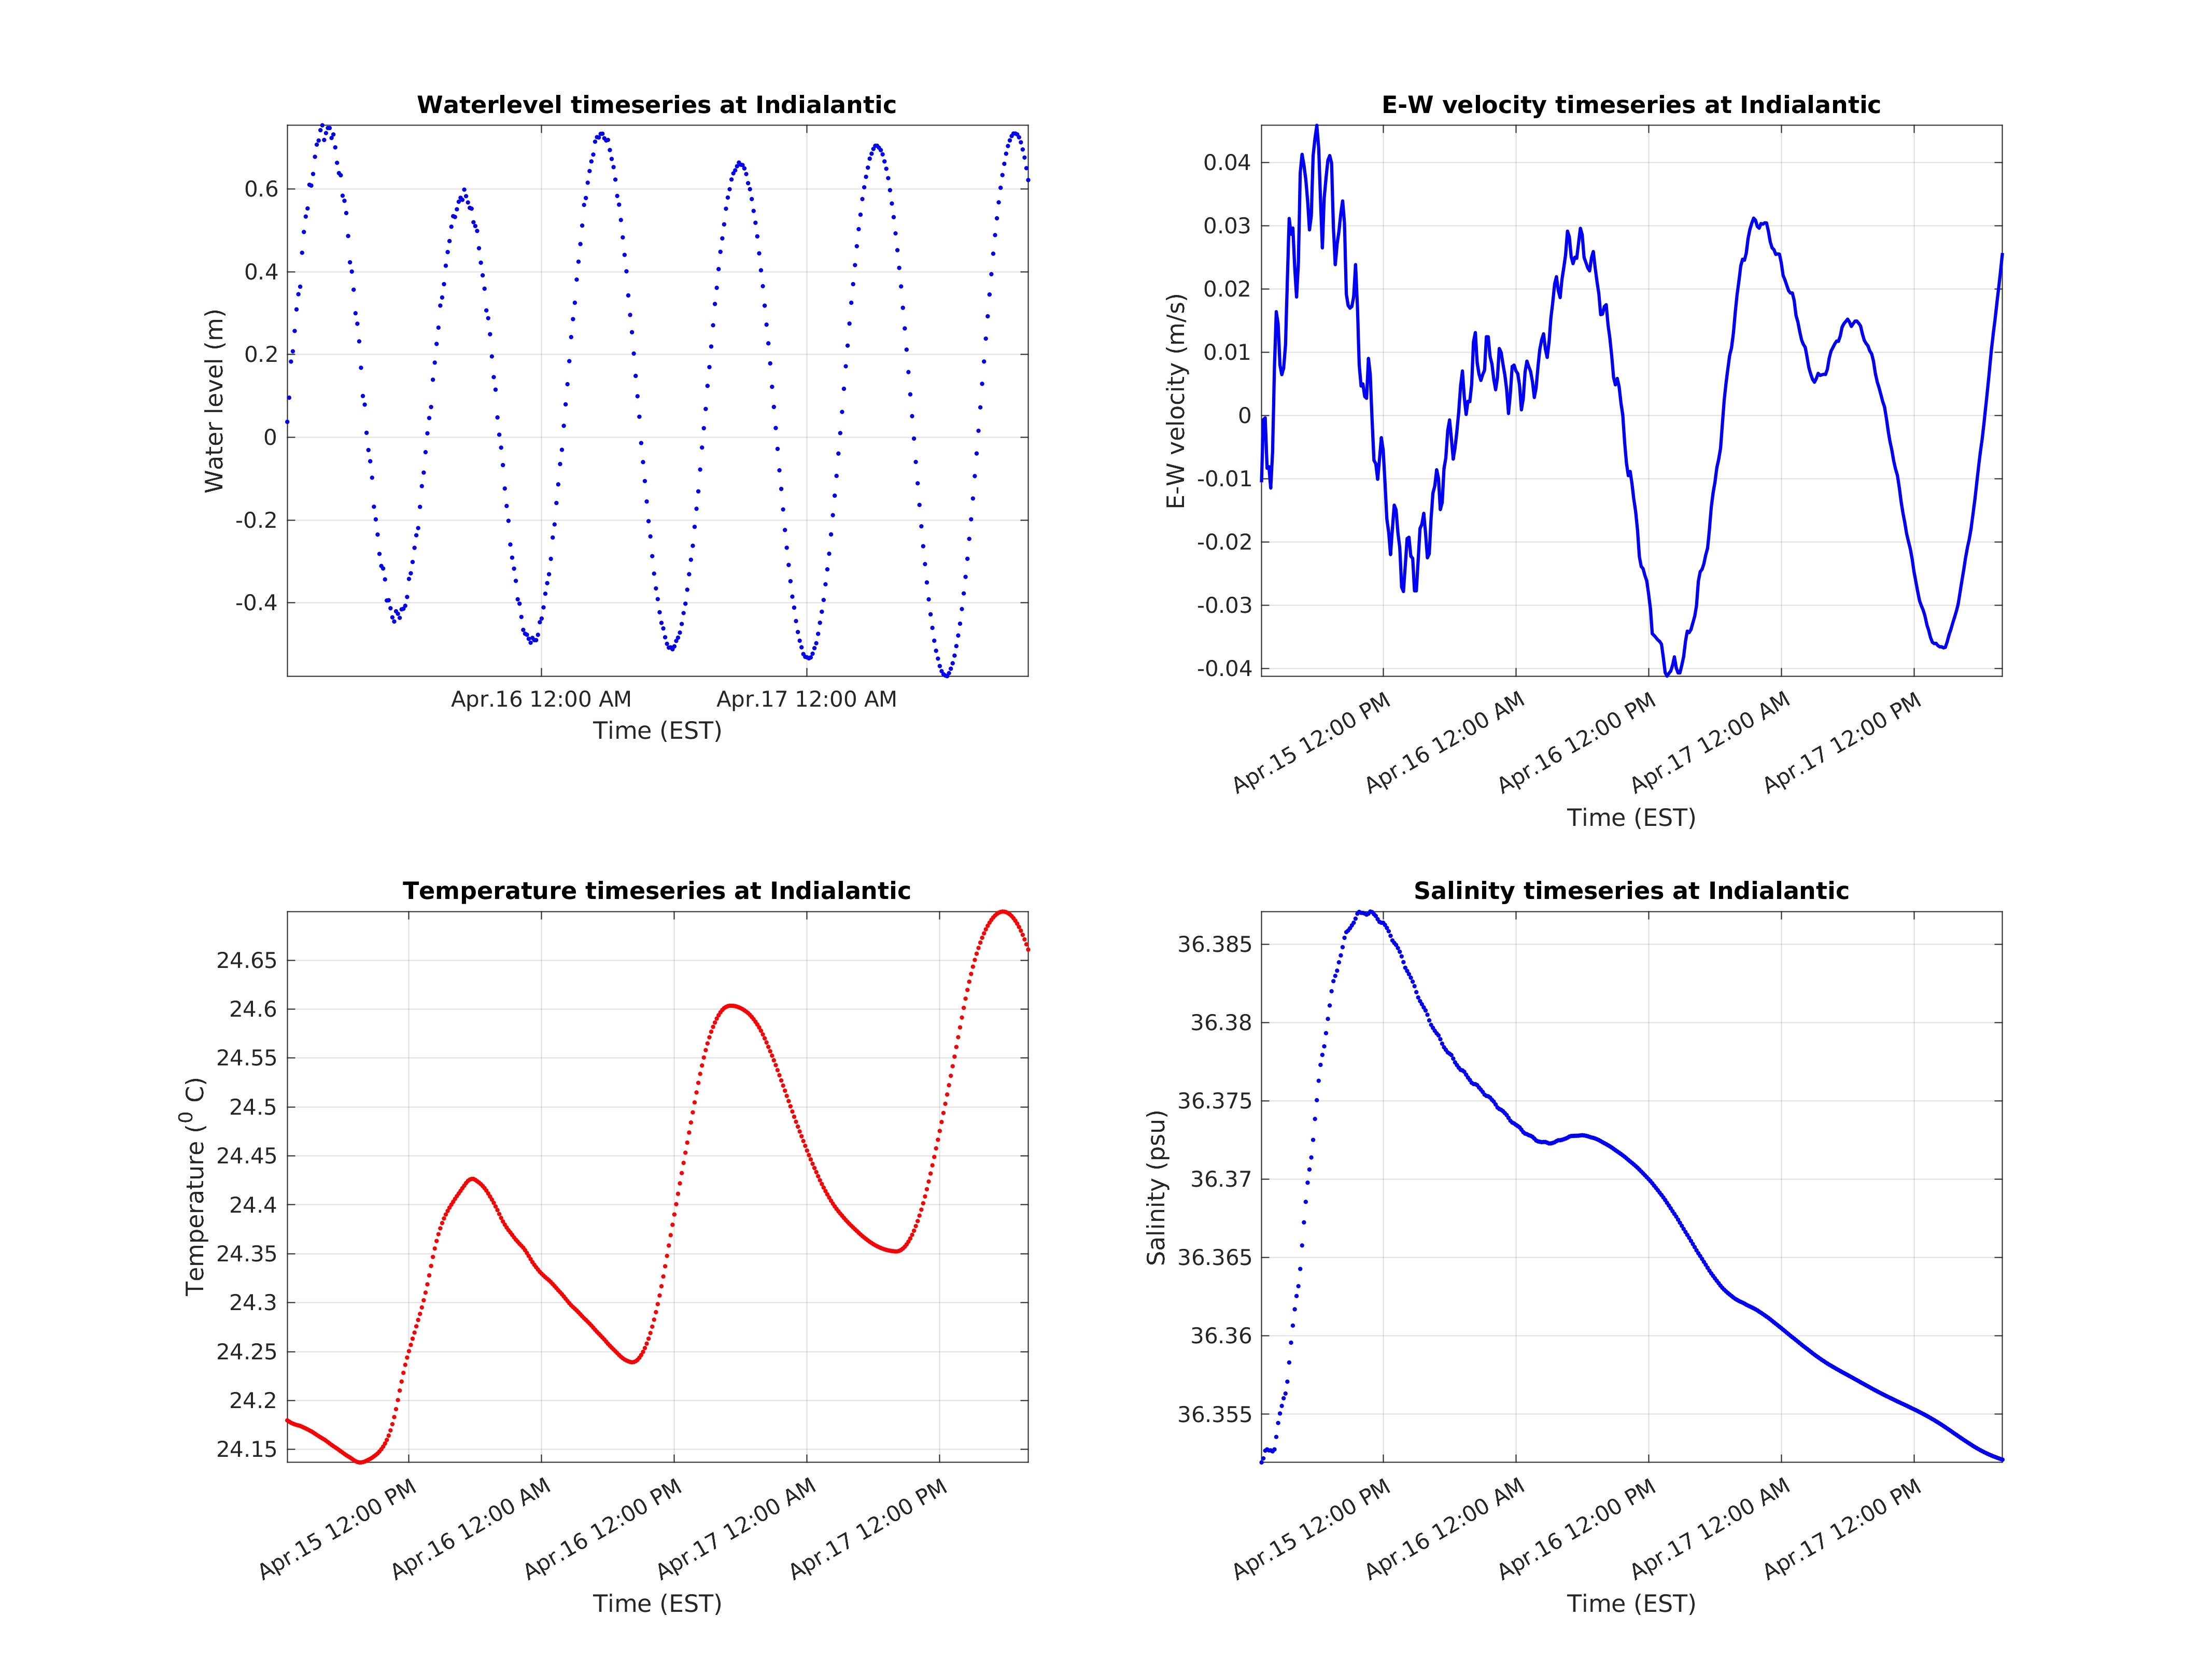 Waterlevel timeseries at Indialantic
0.6
0.4
0.2
0
-0.2
-0.4
Water level (m)
Apr.16 12:00 AM
Apr.17 12:00 AM
Time (EST)
E-W velocity timeseries at Indialantic
0.04
0.03
0.02
0.01
0
-0.01
-0.02
-0.03
-0.04
E-W velocity (m/s)
Apr.15 12:00 PM
Apr.16 12:00 AM
Apr.16 12:00 PM
Apr.17 12:00 AM
Apr.17 12:00 PM
Time (EST)
Temperature timeseries at Indialantic
24.65
24.6
24.55
24.5
24.45
24.4
24.35
24.3
24.25
24.2
24.15
Temperature (⁰ C)
Apr.15 12:00 PM
Apr.16 12:00 AM
Apr.16 12:00 PM
Apr.17 12:00 AM
Apr.17 12:00 PM
Time (EST)
Salinity timeseries at Indialantic
36.385
36.38
36.375
36.37
36.365
36.36
36.355
Salinity (psu)
Apr.15 12:00 PM
Apr.16 12:00 AM
Apr.16 12:00 PM
Apr.17 12:00 AM
Apr.17 12:00 PM
Time (EST)